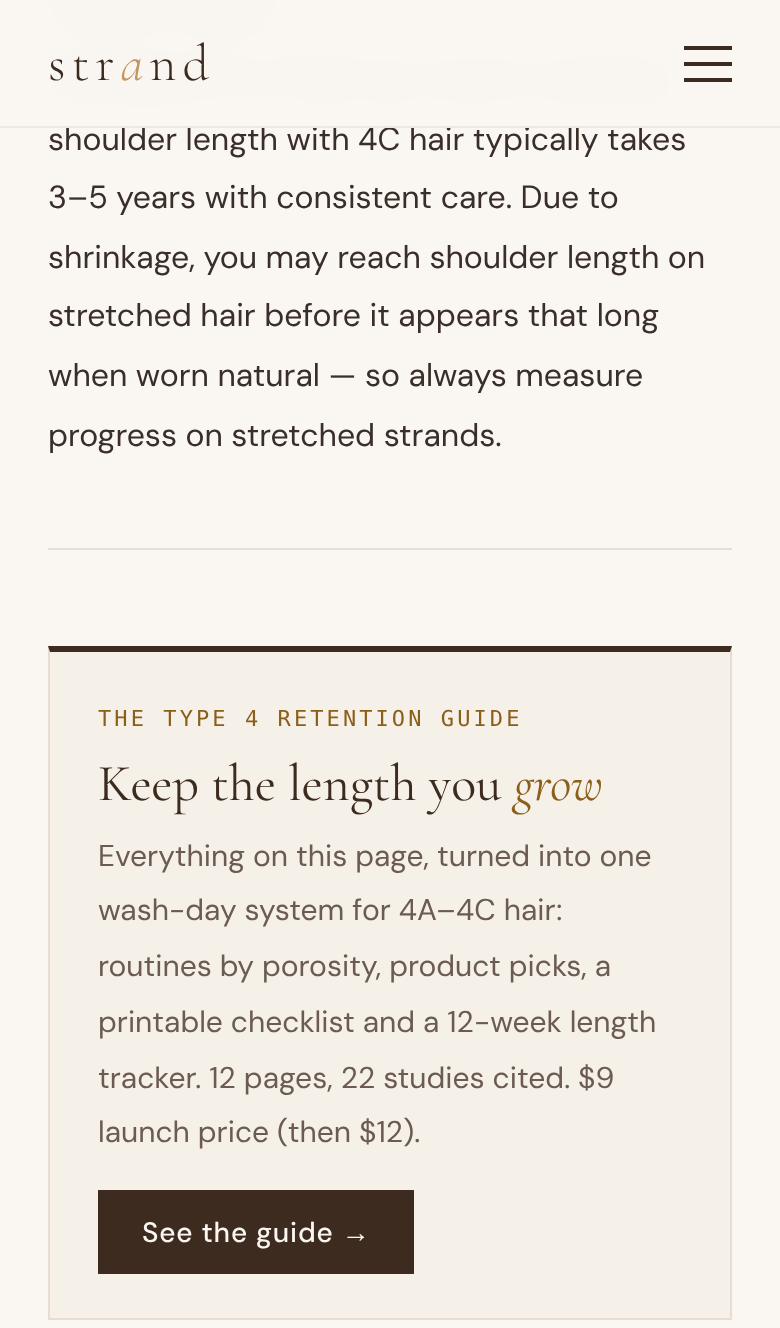 strand
shoulder length with 4C hair typically takes
3–5 years with consistent care. Due to
shrinkage, you may reach shoulder length on
stretched hair before it appears that long
when worn natural — so always measure
progress on stretched strands.
THE TYPE 4 RETENTION GUIDE
Keep the length you grow
Everything on this page, turned into one
wash-day system for 4A–4C hair:
routines by porosity, product picks, a
printable checklist and a 12-week length
tracker. 12 pages, 22 studies cited. $9
launch price (then $12).
See the guide →